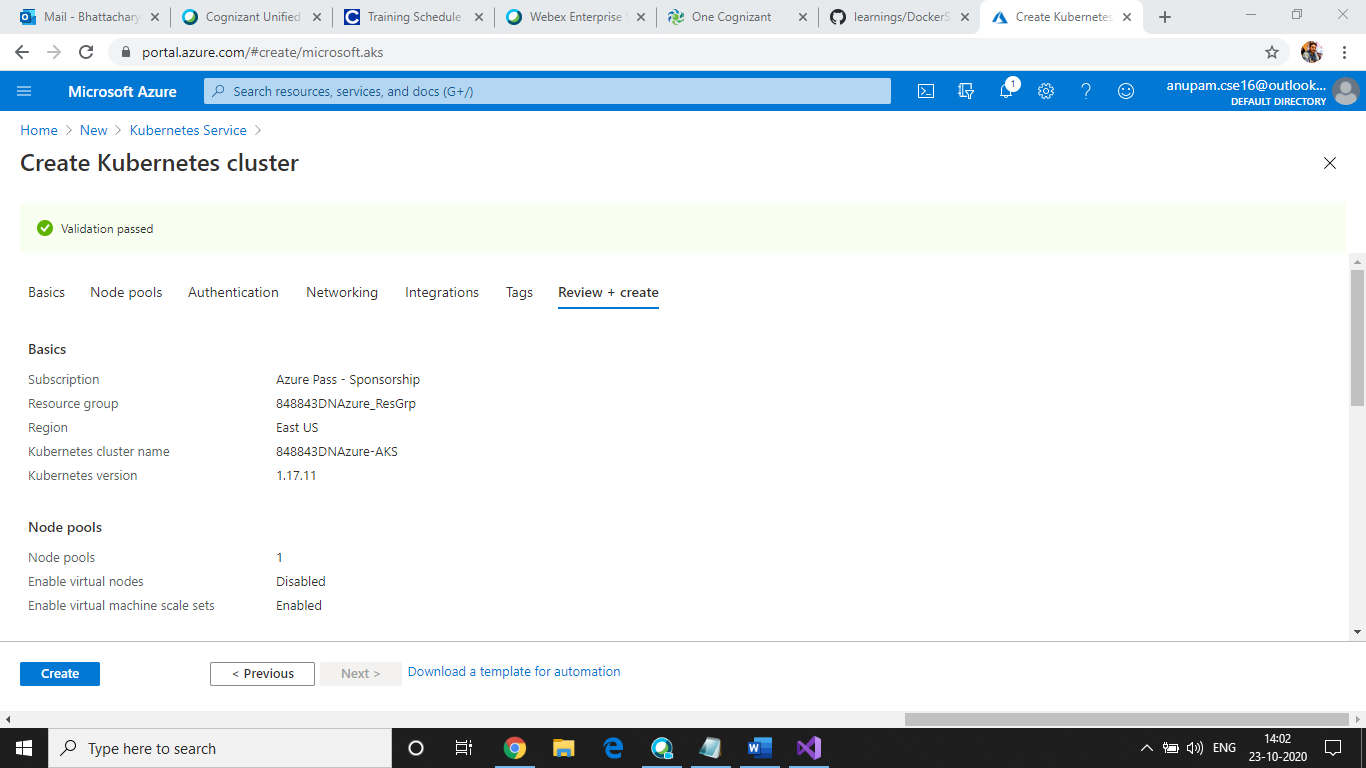 Mail - Bhattachary
Cognizant Unified
Training Schedule
Webex Enterprise
One Cognizant
learnings/DockerS
Create Kubernetes
portal.azure.com/#create/microsoft.aks
Microsoft Azure
Search resources, services, and docs (G+/)
1
anupam.cse16@outlook...
DEFAULT DIRECTORY
Home > New > Kubernetes Service >
Create Kubernetes cluster
Validation passed
Basics Node pools Authentication Networking Integrations Tags Review + create
Basics
Subscription Azure Pass - Sponsorship
Resource group 848843DNAzure_ResGrp
Region East US
Kubernetes cluster name 848843DNAzure-AKS
Kubernetes version 1.17.11
Node pools
Node pools 1
Enable virtual nodes Disabled
Enable virtual machine scale sets Enabled
Create < Previous Next > Download a template for automation
Type here to search
ENG
14:02
23-10-2020